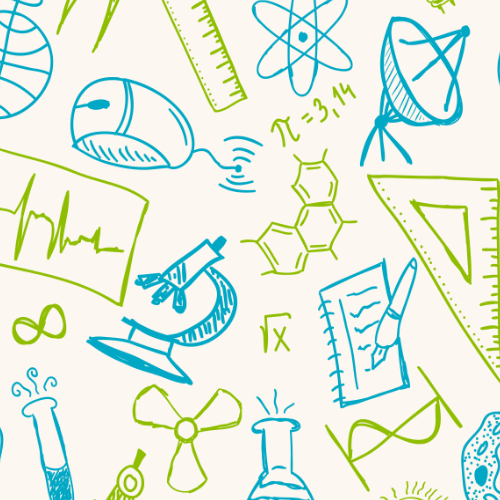 π = 3,14
√x